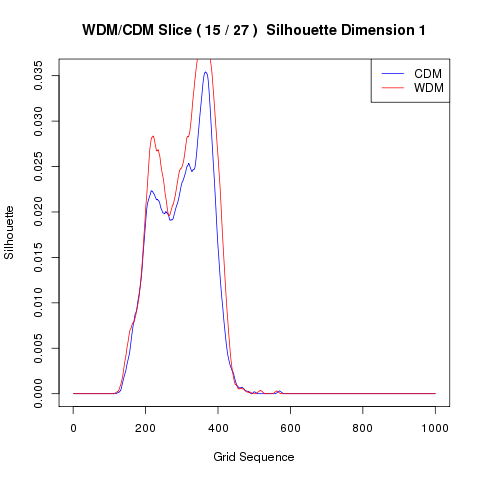 WDM/CDM Slice ( 15 / 27 )  Silhouette Dimension 1
CDM
WDM
Silhouette
0.035
0.030
0.025
0.020
0.015
0.010
0.005
0.000
0 200 400 600 800 1000
Grid Sequence